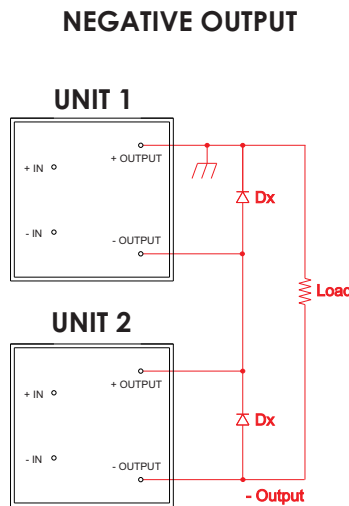 NEGATIVE OUTPUT
UNIT 1
+ OUTPUT
+ IN
Dx
- IN
- OUTPUT
Load
UNIT 2
+ OUTPUT
+ IN
Dx
- IN
- OUTPUT
- Output